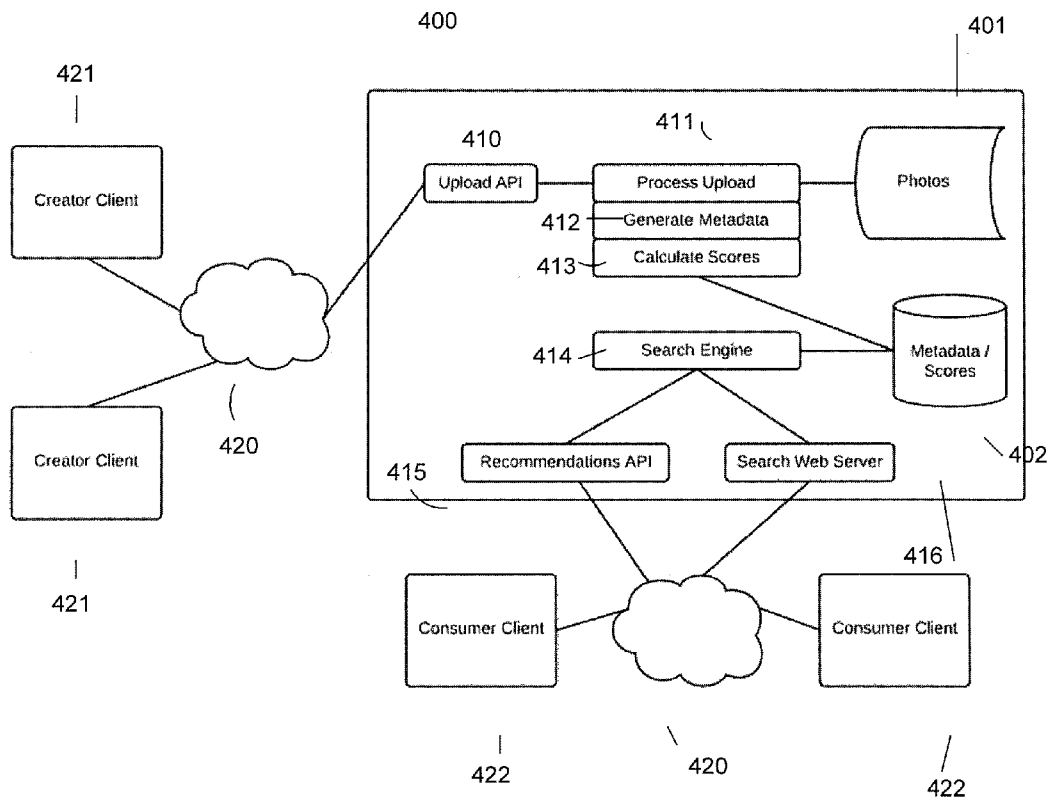 400
401
421
411
410
Creator Client
Upload API
Process Upload
Photos
412
Generate Metadata
413
Calculate Scores
414
Search Engine
Metadata /
Scores
420
402
Creator Client
Recommendations API
Search Web Server
415
416
421
Consumer Client
Consumer Client
422
420
422